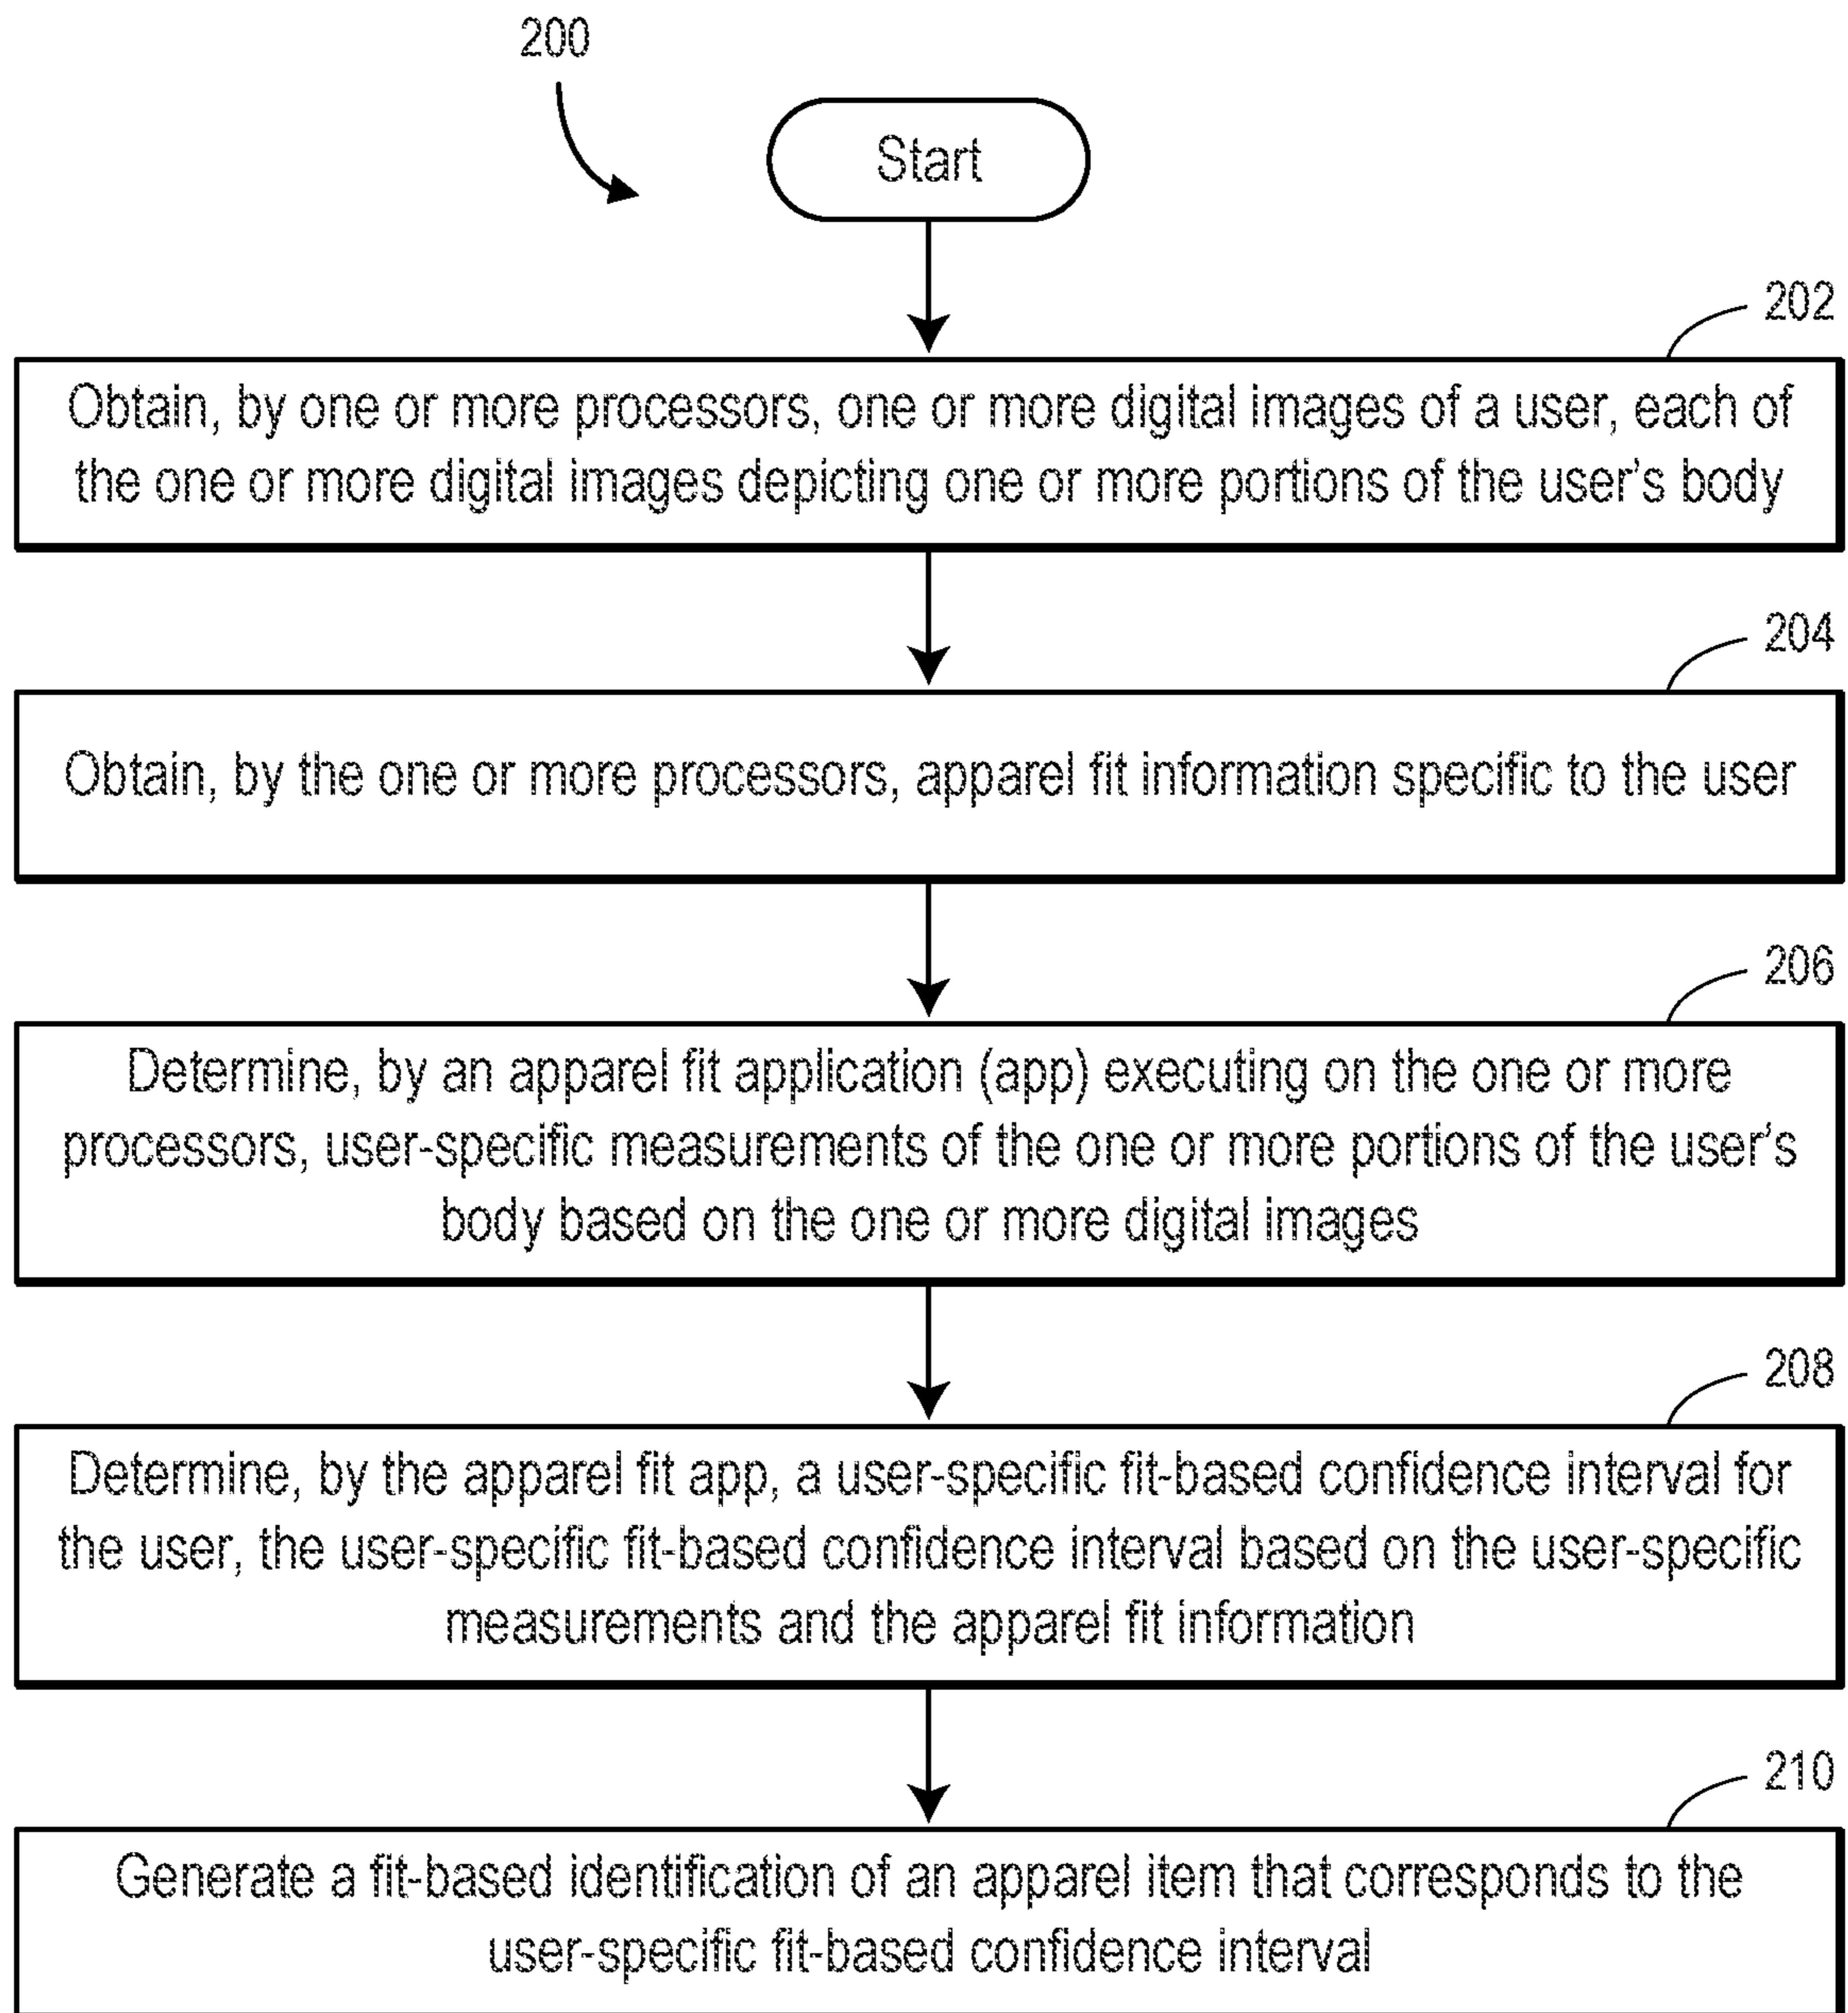 200
Start
202
Obtain, by one or more processors, one or more digital images of a user, each of
the one or more digital images depicting one or more portions of the user's body
204
Obtain, by the one or more processors, apparel fit information specific to the user
206
Determine, by an apparel fit application (app) executing on the one or more
processors, user-specific measurements of the one or more portions of the user's
body based on the one or more digital images
208
Determine, by the apparel fit app, a user-specific fit-based confidence interval for
the user, the user-specific fit-based confidence interval based on the user-specific
measurements and the apparel fit information
210
Generate a fit-based identification of an apparel item that corresponds to the
user-specific fit-based confidence interval